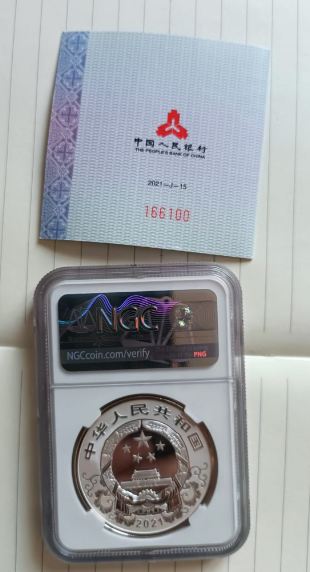 中国人民银行
THE PEOPLE'S BANK OF CHINA
2021-J-15
166100
NGC
NGCcoin.com/verify
PNG
中华人民共和国
2021